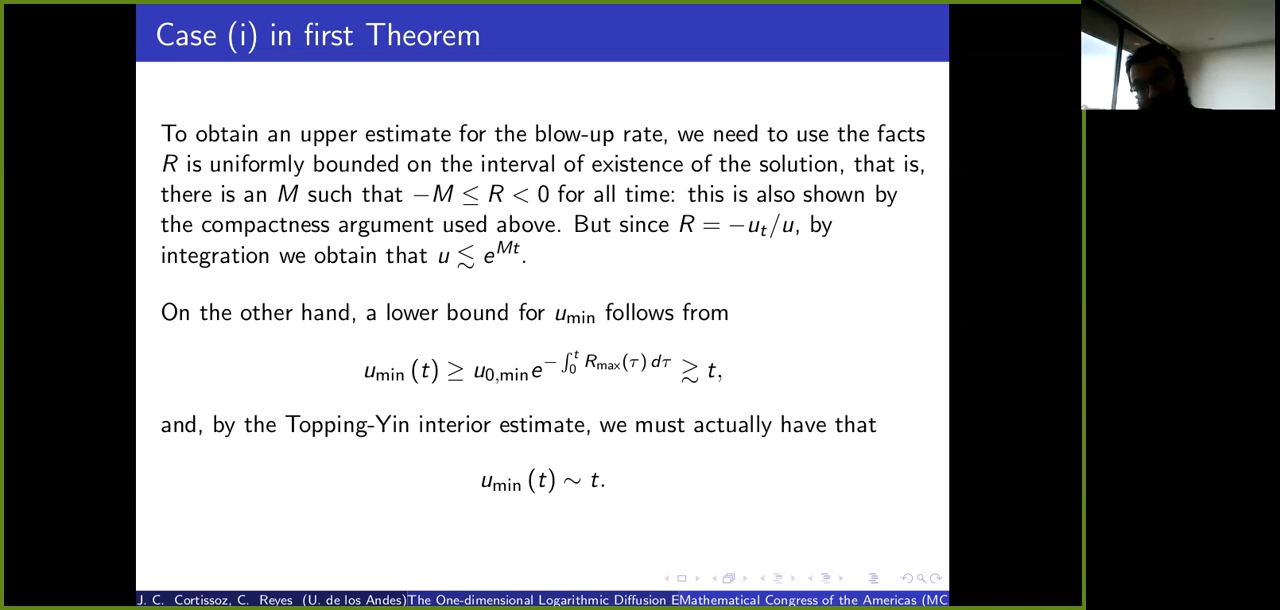 Case (i) in first Theorem
To obtain an upper estimate for the blow-up rate, we need to use the facts
R is uniformly bounded on the interval of existence of the solution, that is,
there is an M such that −M ≤ R < 0 for all time: this is also shown by
the compactness argument used above. But since R = −u_t/u, by
integration we obtain that u ≲ e^{Mt}.
On the other hand, a lower bound for u_min follows from
u_min (t) ≥ u_{0,min} e^{−∫_0^t R_max(τ) dτ} ≳ t,
and, by the Topping-Yin interior estimate, we must actually have that
u_min (t) ∼ t.
J. C. Cortissoz, C. Reyes (U. de los Andes)The One-dimensional Logarithmic Diffusion EMathematical Congress of the Americas (MC